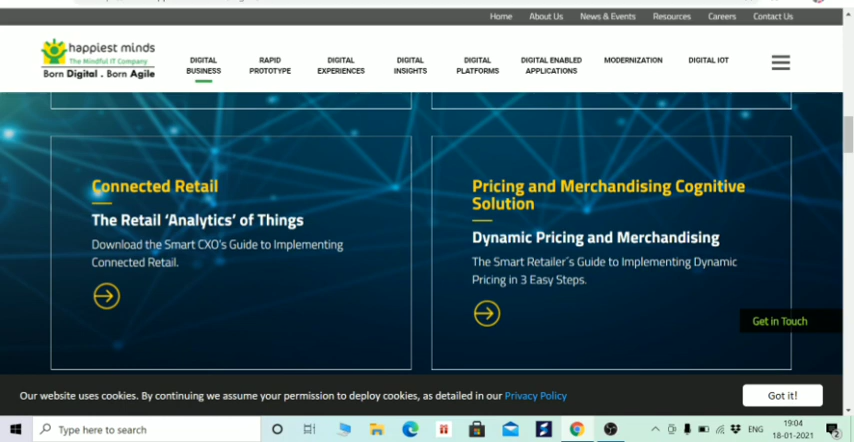 Home About Us News & Events Resources Careers Contact Us
happiest minds
The Mindful IT Company
Born Digital . Born Agile
DIGITAL BUSINESS
RAPID PROTOTYPE
DIGITAL EXPERIENCES
DIGITAL INSIGHTS
DIGITAL PLATFORMS
DIGITAL ENABLED APPLICATIONS
MODERNIZATION
DIGITAL IOT
Connected Retail
The Retail ‘Analytics’ of Things
Download the Smart CXO's Guide to Implementing
Connected Retail.
Pricing and Merchandising Cognitive
Solution
Dynamic Pricing and Merchandising
The Smart Retailer´s Guide to Implementing Dynamic
Pricing in 3 Easy Steps.
Get in Touch
Our website uses cookies. By continuing we assume your permission to deploy cookies, as detailed in our Privacy Policy
Got it!
Type here to search
ENG
19:04
18-01-2021
2